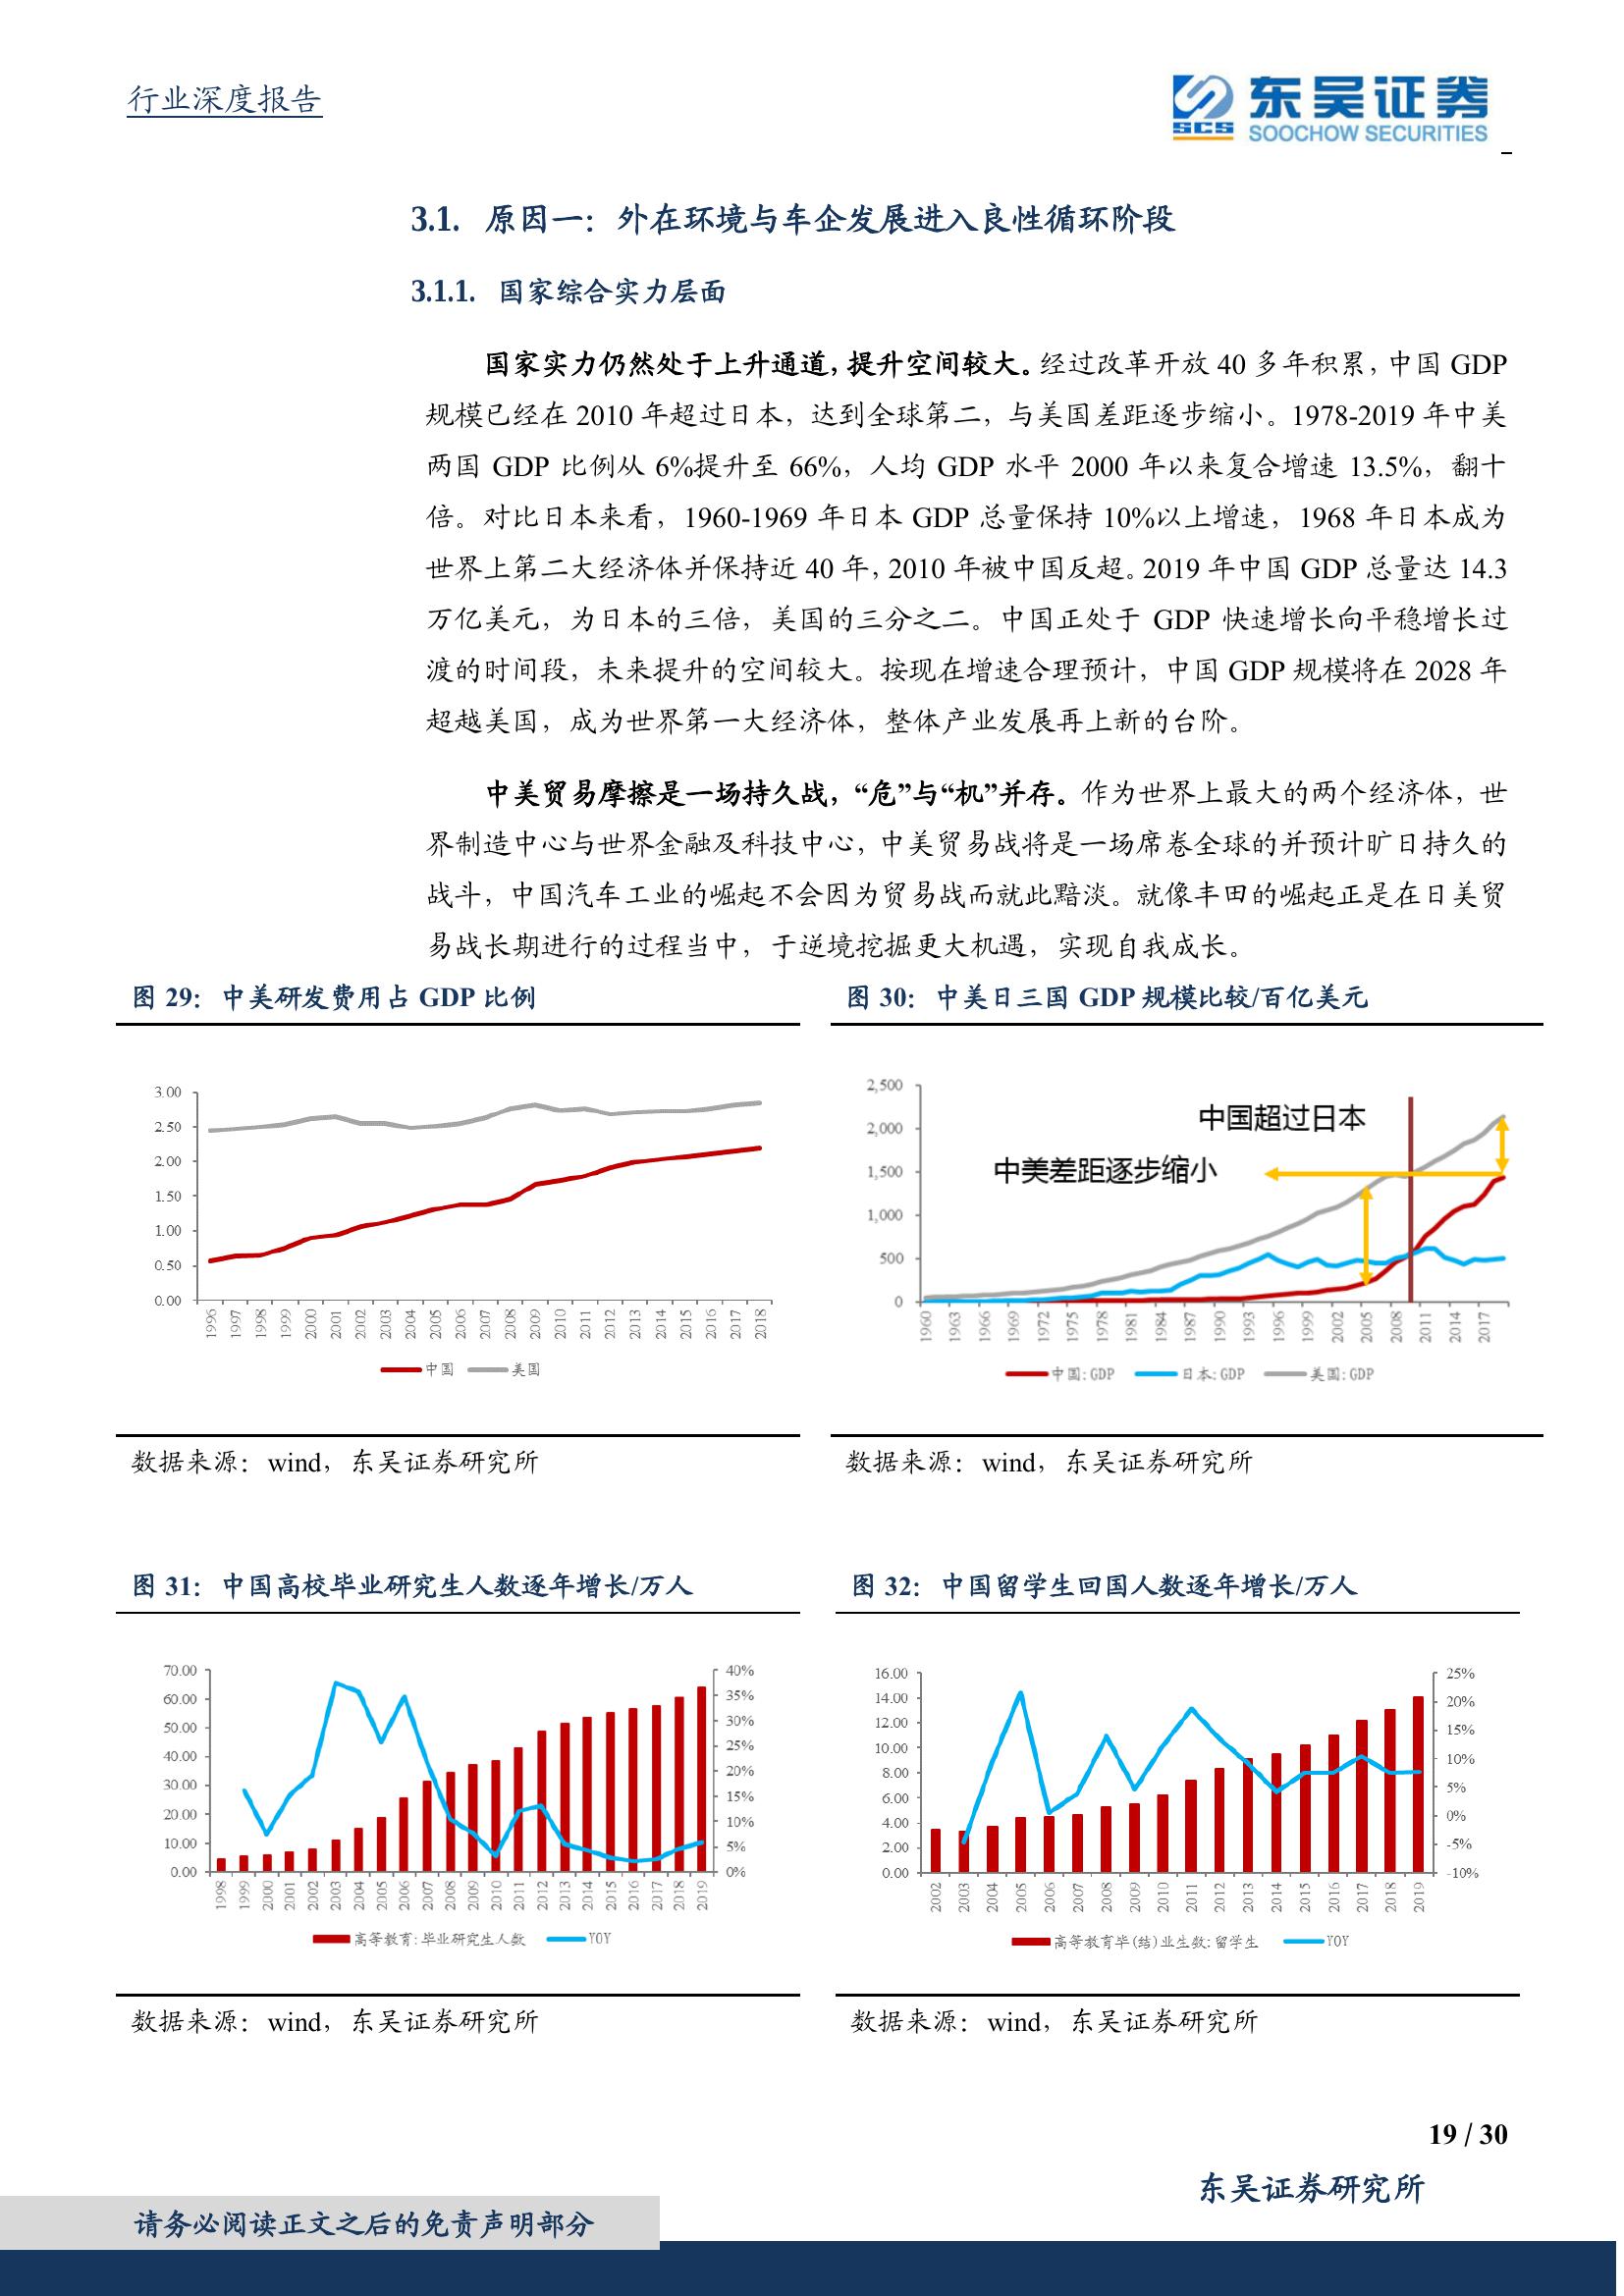 行业深度报告
东吴证券
SCS
SOOCHOW SECURITIES
3.1. 原因一：外在环境与车企发展进入良性循环阶段
3.1.1. 国家综合实力层面
国家实力仍然处于上升通道，提升空间较大。经过改革开放 40 多年积累，中国 GDP
规模已经在 2010 年超过日本，达到全球第二，与美国差距逐步缩小。1978-2019 年中美
两国 GDP 比例从 6%提升至 66%，人均 GDP 水平 2000 年以来复合增速 13.5%，翻十
倍。对比日本来看，1960-1969 年日本 GDP 总量保持 10%以上增速，1968 年日本成为
世界上第二大经济体并保持近 40 年，2010 年被中国反超。2019 年中国 GDP 总量达 14.3
万亿美元，为日本的三倍，美国的三分之二。中国正处于 GDP 快速增长向平稳增长过
渡的时间段，未来提升的空间较大。按现在增速合理预计，中国 GDP 规模将在 2028 年
超越美国，成为世界第一大经济体，整体产业发展再上新的台阶。
中美贸易摩擦是一场持久战，“危”与“机”并存。作为世界上最大的两个经济体，世
界制造中心与世界金融及科技中心，中美贸易战将是一场席卷全球的并预计旷日持久的
战斗，中国汽车工业的崛起不会因为贸易战而就此黯淡。就像丰田的崛起正是在日美贸
易战长期进行的过程当中，于逆境挖掘更大机遇，实现自我成长。
图 29：中美研发费用占 GDP 比例
3.00
2.50
2.00
1.50
1.00
0.50
0.00
1996 1997 1998 1999 2000 2001 2002 2003 2004 2005 2006 2007 2008 2009 2010 2011 2012 2013 2014 2015 2016 2017 2018
中国 美国
数据来源：wind，东吴证券研究所
图 30：中美日三国 GDP 规模比较/百亿美元
2,500
2,000
1,500
1,000
500
0
中国超过日本
中美差距逐步缩小
1960 1963 1966 1969 1972 1975 1978 1981 1984 1987 1990 1993 1996 1999 2002 2005 2008 2011 2014 2017
中国:GDP 日本:GDP 美国:GDP
数据来源：wind，东吴证券研究所
图 31：中国高校毕业研究生人数逐年增长/万人
70.00
60.00
50.00
40.00
30.00
20.00
10.00
0.00
40%
35%
30%
25%
20%
15%
10%
5%
0%
1998 1999 2000 2001 2002 2003 2004 2005 2006 2007 2008 2009 2010 2011 2012 2013 2014 2015 2016 2017 2018 2019
高等教育:毕业研究生人数 YOY
数据来源：wind，东吴证券研究所
图 32：中国留学生回国人数逐年增长/万人
16.00
14.00
12.00
10.00
8.00
6.00
4.00
2.00
0.00
25%
20%
15%
10%
5%
0%
-5%
-10%
2002 2003 2004 2005 2006 2007 2008 2009 2010 2011 2012 2013 2014 2015 2016 2017 2018 2019
高等教育毕(结)业生数:留学生 YOY
数据来源：wind，东吴证券研究所
19 / 30
东吴证券研究所
请务必阅读正文之后的免责声明部分